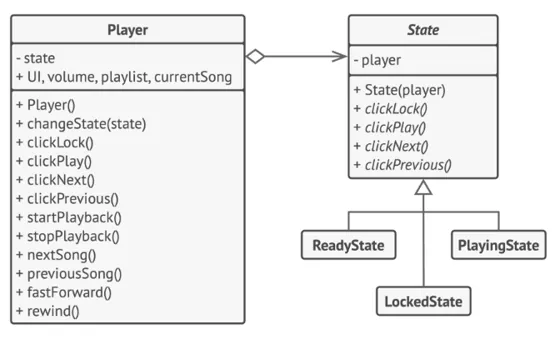 Player
- state
+ UI, volume, playlist, currentSong
+ Player()
+ changeState(state)
+ clickLock()
+ clickPlay()
+ clickNext()
+ clickPrevious()
+ startPlayback()
+ stopPlayback()
+ nextSong()
+ previousSong()
+ fastForward()
+ rewind()
State
- player
+ State(player)
+ clickLock()
+ clickPlay()
+ clickNext()
+ clickPrevious()
ReadyState
PlayingState
LockedState